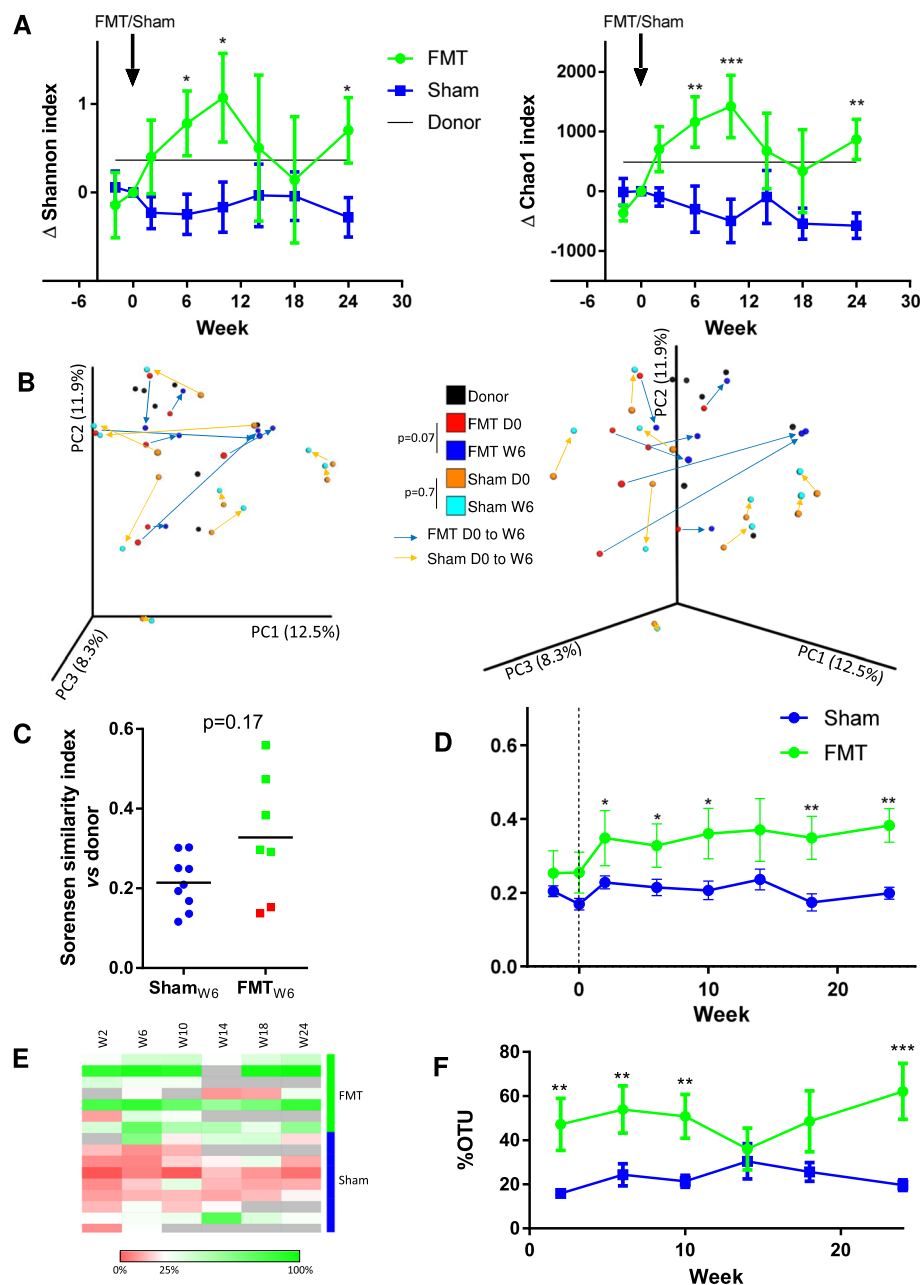 A
FMT/Sham
Δ Shannon index
1
0
*
*
*
-6 0 6 12 18 24 30
Week
FMT
Sham
Donor
FMT/Sham
Δ Chao1 index
2000
1000
0
-1000
**
***
**
-6 0 6 12 18 24 30
Week
B
PC2 (11.9%)
PC1 (12.5%)
PC3 (8.3%)
Donor
FMT D0
p=0.07
FMT W6
Sham D0
p=0.7
Sham W6
FMT D0 to W6
Sham D0 to W6
PC2 (11.9%)
PC3 (8.3%)
PC1 (12.5%)
C
Sorensen similarity index
vs donor
0.6
0.4
0.2
0.0
p=0.17
ShamW6 FMTW6
D
0.6
0.4
0.2
0.0
Sham
FMT
* * * ** **
0 10 20
Week
E
W2 W6 W10 W14 W18 W24
FMT
Sham
0% 25% 100%
F
%OTU
80
60
40
20
0
** ** ** ***
0 10 20
Week